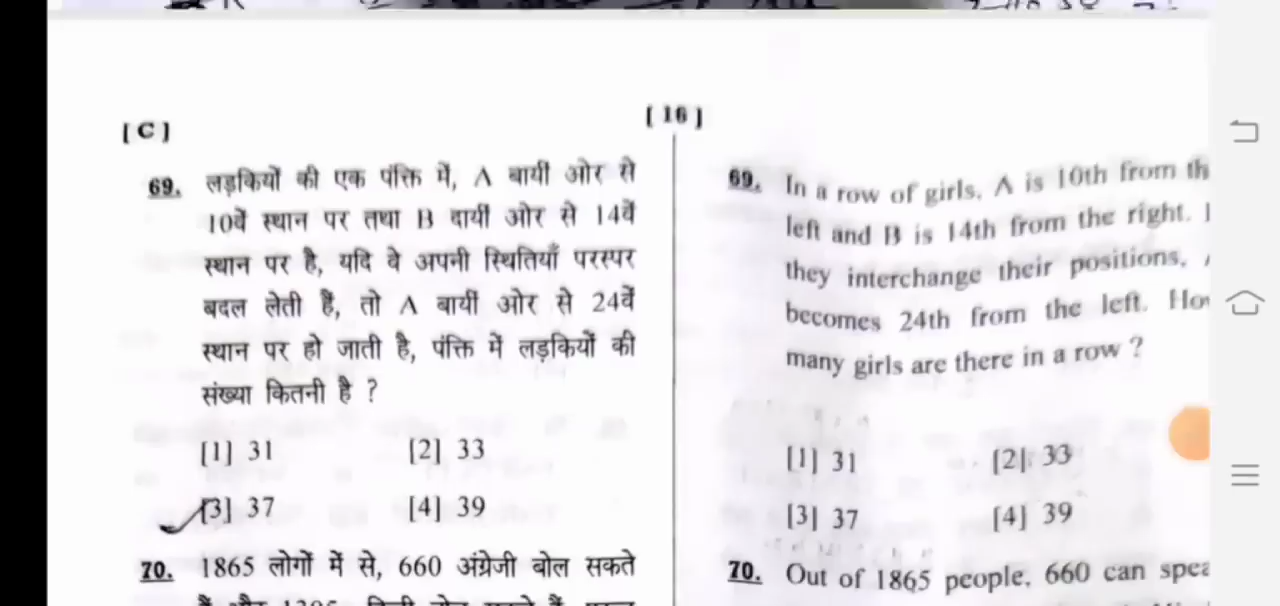 [ C ]
[ 16 ]
69. लड़कियों की एक पंक्ति में, A बायीं ओर से
10वें स्थान पर तथा B दायीं ओर से 14वें
स्थान पर है, यदि वे अपनी स्थितियाँ परस्पर
बदल लेती हैं, तो A बायीं ओर से 24वें
स्थान पर हो जाती है, पंक्ति में लड़कियों की
संख्या कितनी है ?
[1] 31 [2] 33
[3] 37 [4] 39
70. 1865 लोगों में से, 660 अंग्रेजी बोल सकते
69. In a row of girls, A is 10th from
left and B is 14th from the right.
they interchange their positions,
becomes 24th from the left.
many girls are there in a row ?
[1] 31 [2] 33
[3] 37 [4] 39
70. Out of 1865 people, 660 can